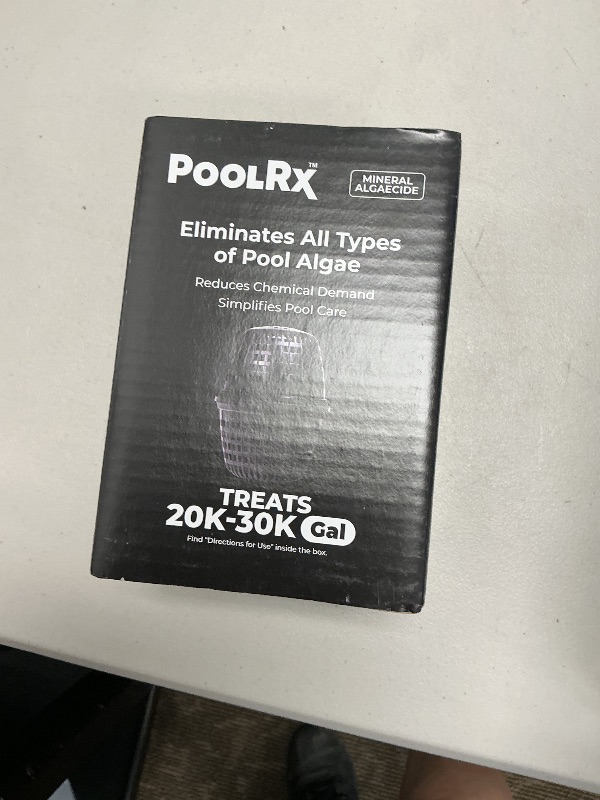 PoolRx™
MINERAL
ALGAECIDE
Eliminates All Types
of Pool Algae
Reduces Chemical Demand
Simplifies Pool Care
TREATS
20K-30K Gal
Find "Directions for Use" inside the box.